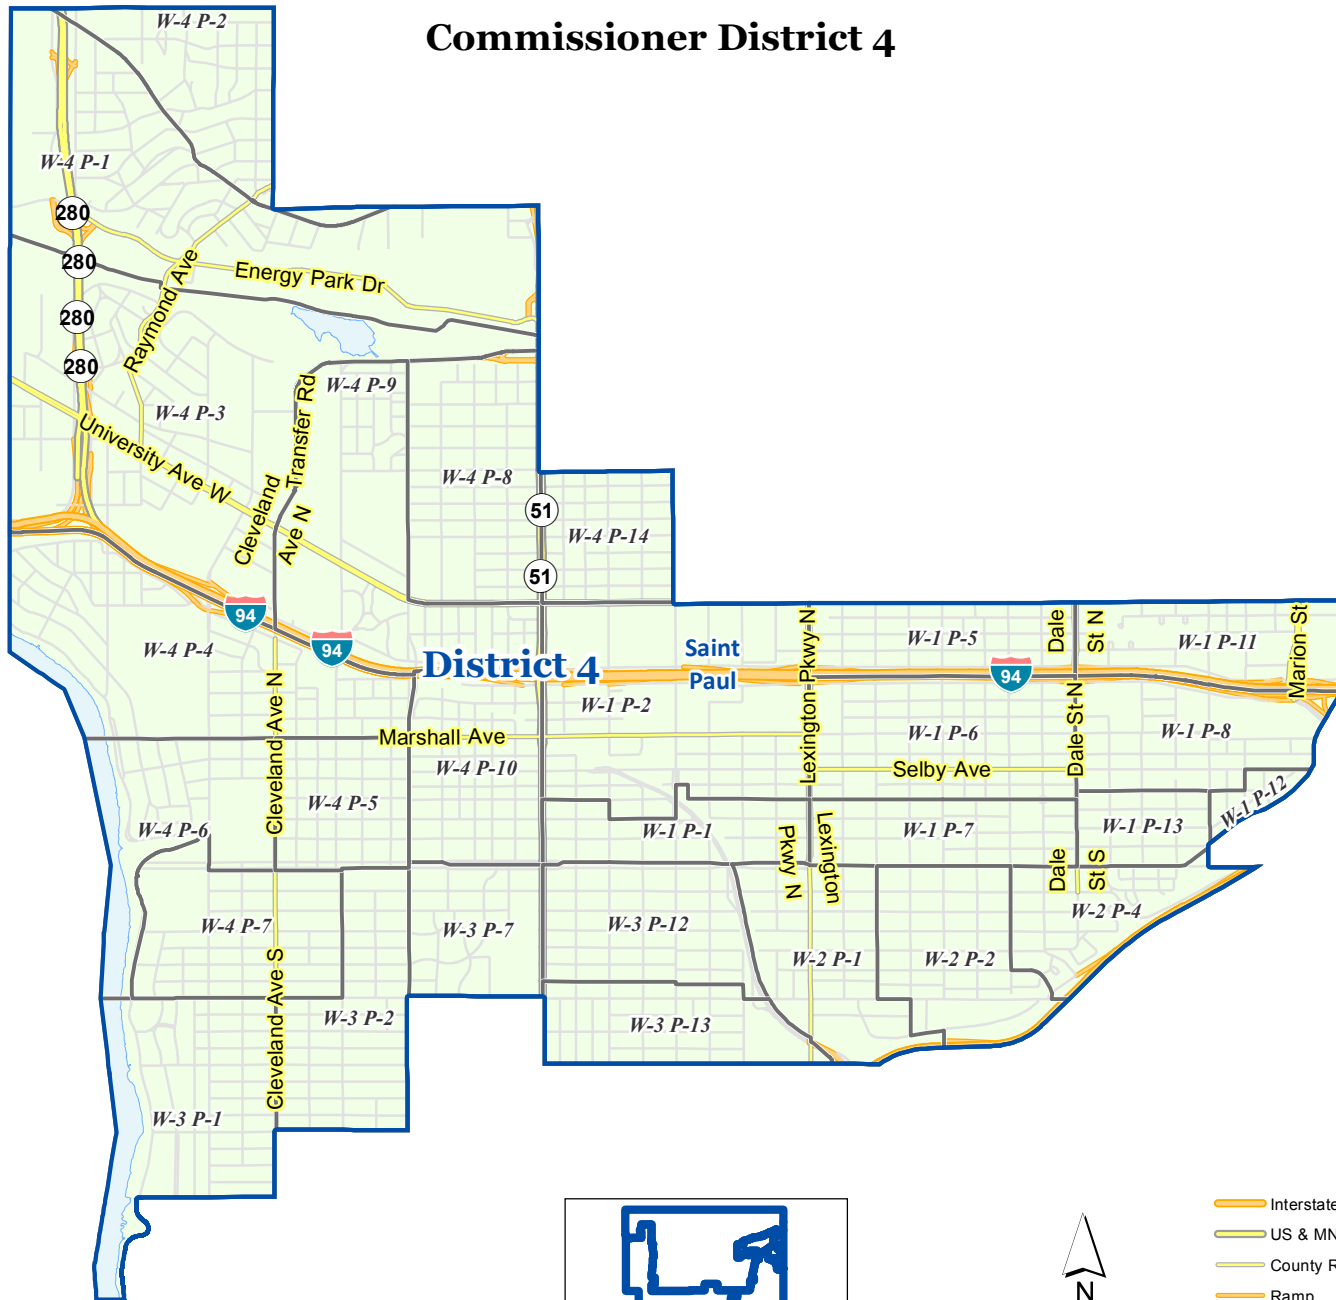 W-4 P-2
Commissioner District 4
W-4 P-1
280
280
Raymond Ave
Energy Park Dr
280
280
W-4 P-9
W-4 P-3
Transfer Rd
University Ave W
W-4 P-8
Cleveland
Ave N
51
W-4 P-14
51
94
94
W-4 P-4
District 4
Saint
Paul
Lexington Pkwy N
W-1 P-5
Dale
St N
W-1 P-11
Marion St
94
W-1 P-2
Cleveland Ave N
Marshall Ave
W-1 P-6
Dale St N
W-1 P-8
W-4 P-10
Selby Ave
W-4 P-5
W-4 P-6
W-1 P-1
Lexington
Pkwy N
W-1 P-7
W-1 P-13
W-1 P-12
Dale
St S
W-4 P-7
W-3 P-7
W-3 P-12
W-2 P-4
W-2 P-1
W-2 P-2
Cleveland Ave S
W-3 P-2
W-3 P-13
W-3 P-1
N
Interstate
US & MN
County R
Ramp